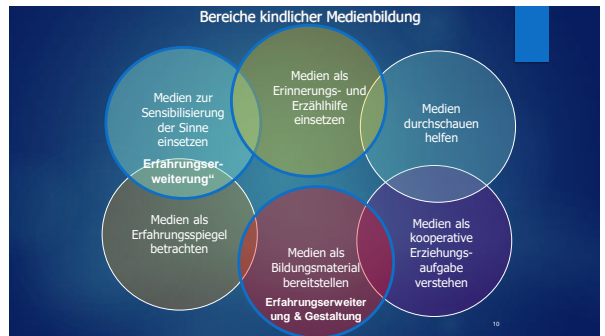 Bereiche kindlicher Medienbildung
Medien zur
Sensibilisierung
der Sinne
einsetzen
Erfahrungser-
weiterung“
Medien als
Erinnerungs- und
Erzählhilfe
einsetzen
Medien
durchschauen
helfen
Medien als
Erfahrungsspiegel
betrachten
Medien als
Bildungsmaterial
bereitstellen
Erfahrungserweiter
ung & Gestaltung
Medien als
kooperative
Erziehungs-
aufgabe
verstehen
10